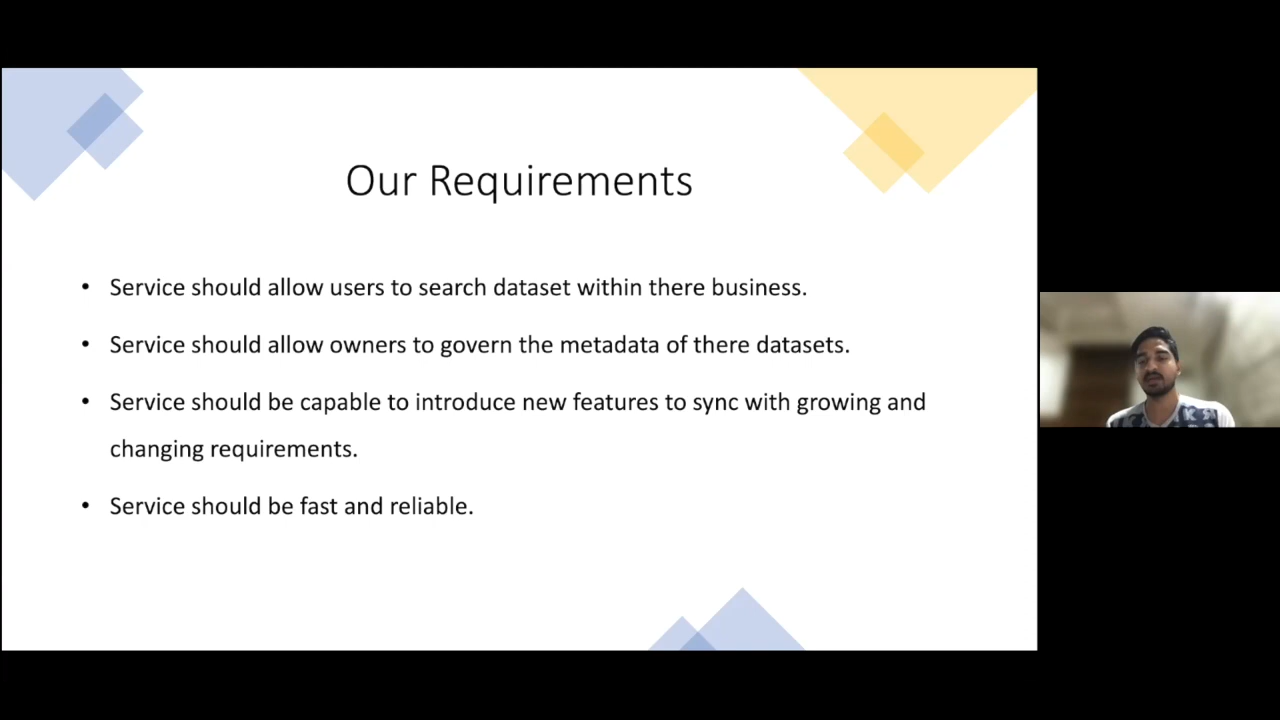 Our Requirements
• Service should allow users to search dataset within there business.
• Service should allow owners to govern the metadata of there datasets.
• Service should be capable to introduce new features to sync with growing and
changing requirements.
• Service should be fast and reliable.